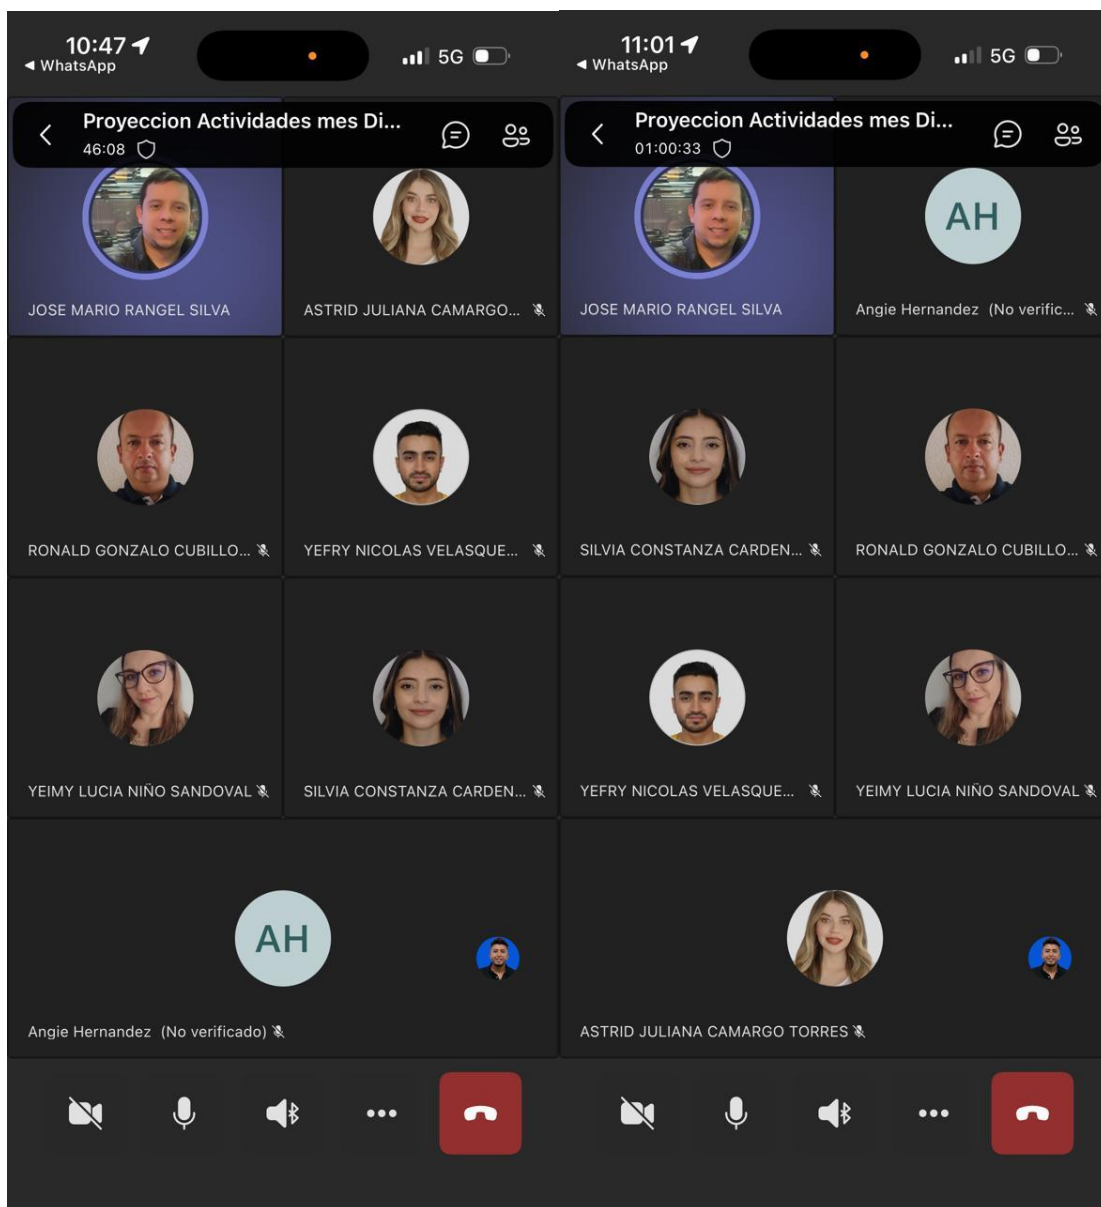 10:47
◀ WhatsApp
5G
Proyeccion Actividades mes Di...
46:08
JOSE MARIO RANGEL SILVA
ASTRID JULIANA CAMARGO...
RONALD GONZALO CUBILLO...
YEFRY NICOLAS VELASQUE...
YEIMY LUCIA NIÑO SANDOVAL
SILVIA CONSTANZA CARDEN...
AH
Angie Hernandez (No verificado)
11:01
◀ WhatsApp
5G
Proyeccion Actividades mes Di...
01:00:33
JOSE MARIO RANGEL SILVA
AH
Angie Hernandez (No verific...
SILVIA CONSTANZA CARDEN...
RONALD GONZALO CUBILLO...
YEFRY NICOLAS VELASQUE...
YEIMY LUCIA NIÑO SANDOVAL
ASTRID JULIANA CAMARGO TORRES